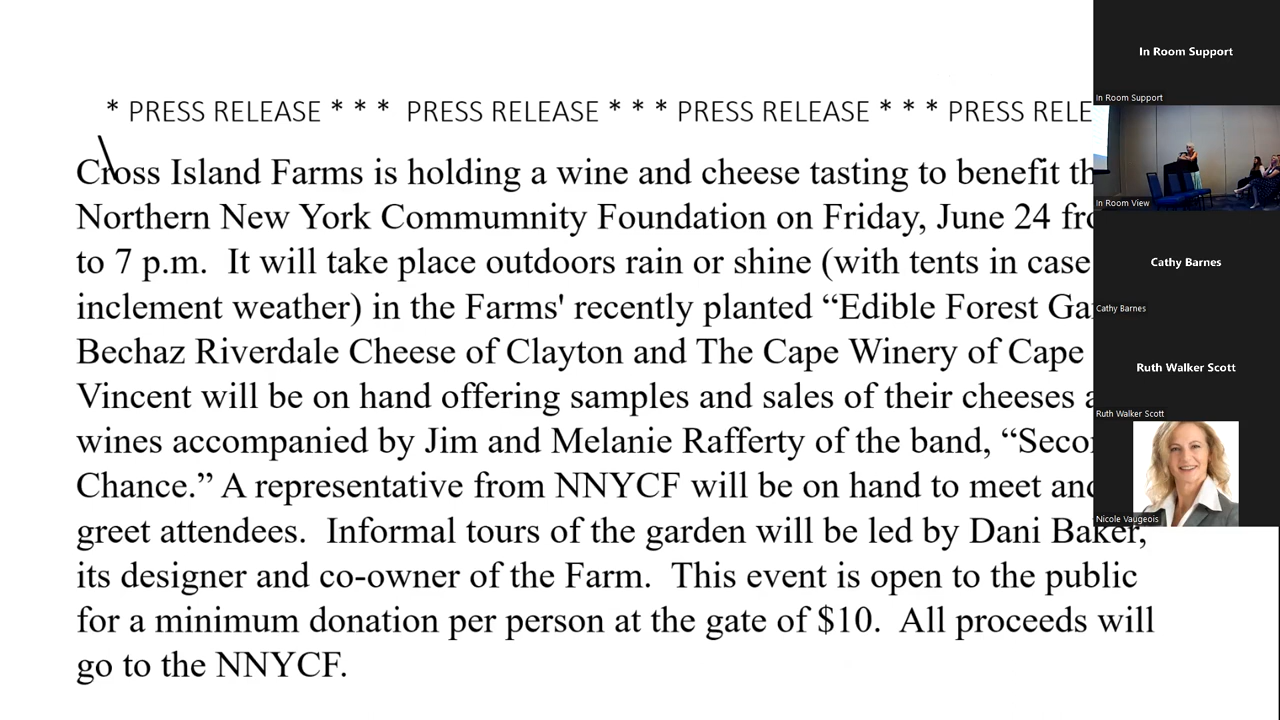 * PRESS RELEASE * * *  PRESS RELEASE * * * PRESS RELEASE * * * PRESS RELE
Cross Island Farms is holding a wine and cheese tasting to benefit th
Northern New York Commumnity Foundation on Friday, June 24 fro
to 7 p.m.  It will take place outdoors rain or shine (with tents in case
inclement weather) in the Farms' recently planted “Edible Forest Ga
Bechaz Riverdale Cheese of Clayton and The Cape Winery of Cape
Vincent will be on hand offering samples and sales of their cheeses a
wines accompanied by Jim and Melanie Rafferty of the band, “Secon
Chance.” A representative from NNYCF will be on hand to meet and
greet attendees.  Informal tours of the garden will be led by Dani Baker,
its designer and co-owner of the Farm.  This event is open to the public
for a minimum donation per person at the gate of $10.  All proceeds will
go to the NNYCF.
In Room Support
In Room Support
In Room View
Cathy Barnes
Cathy Barnes
Ruth Walker Scott
Ruth Walker Scott
Nicole Vaugeois